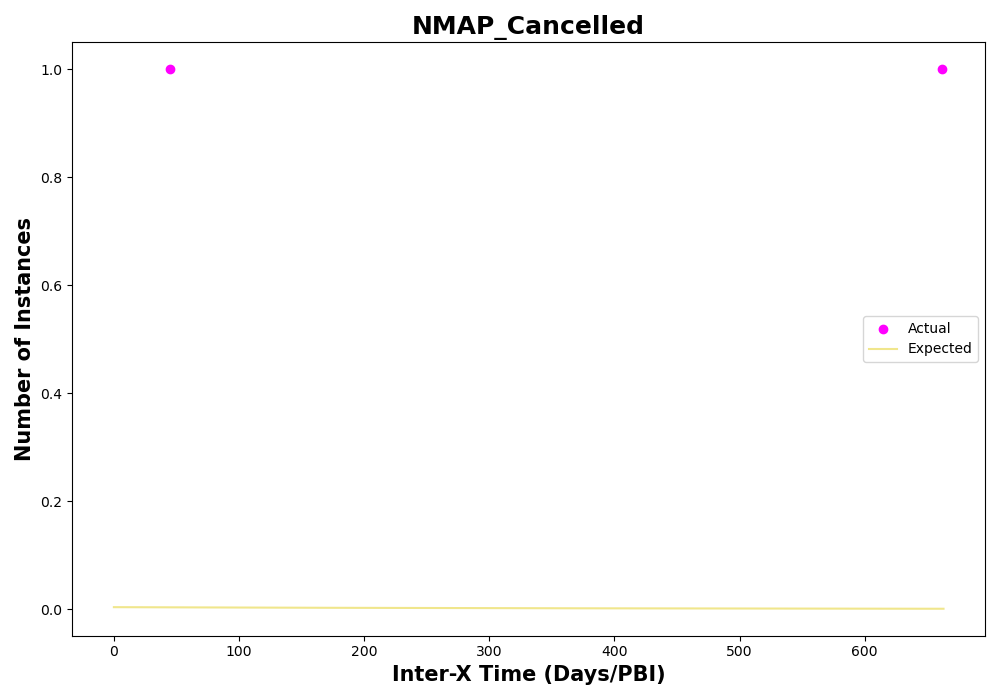 NMAP_Cancelled
1.0
0.8
0.6
0.4
0.2
0.0
Number of Instances
Actual
Expected
0 100 200 300 400 500 600
Inter-X Time (Days/PBI)